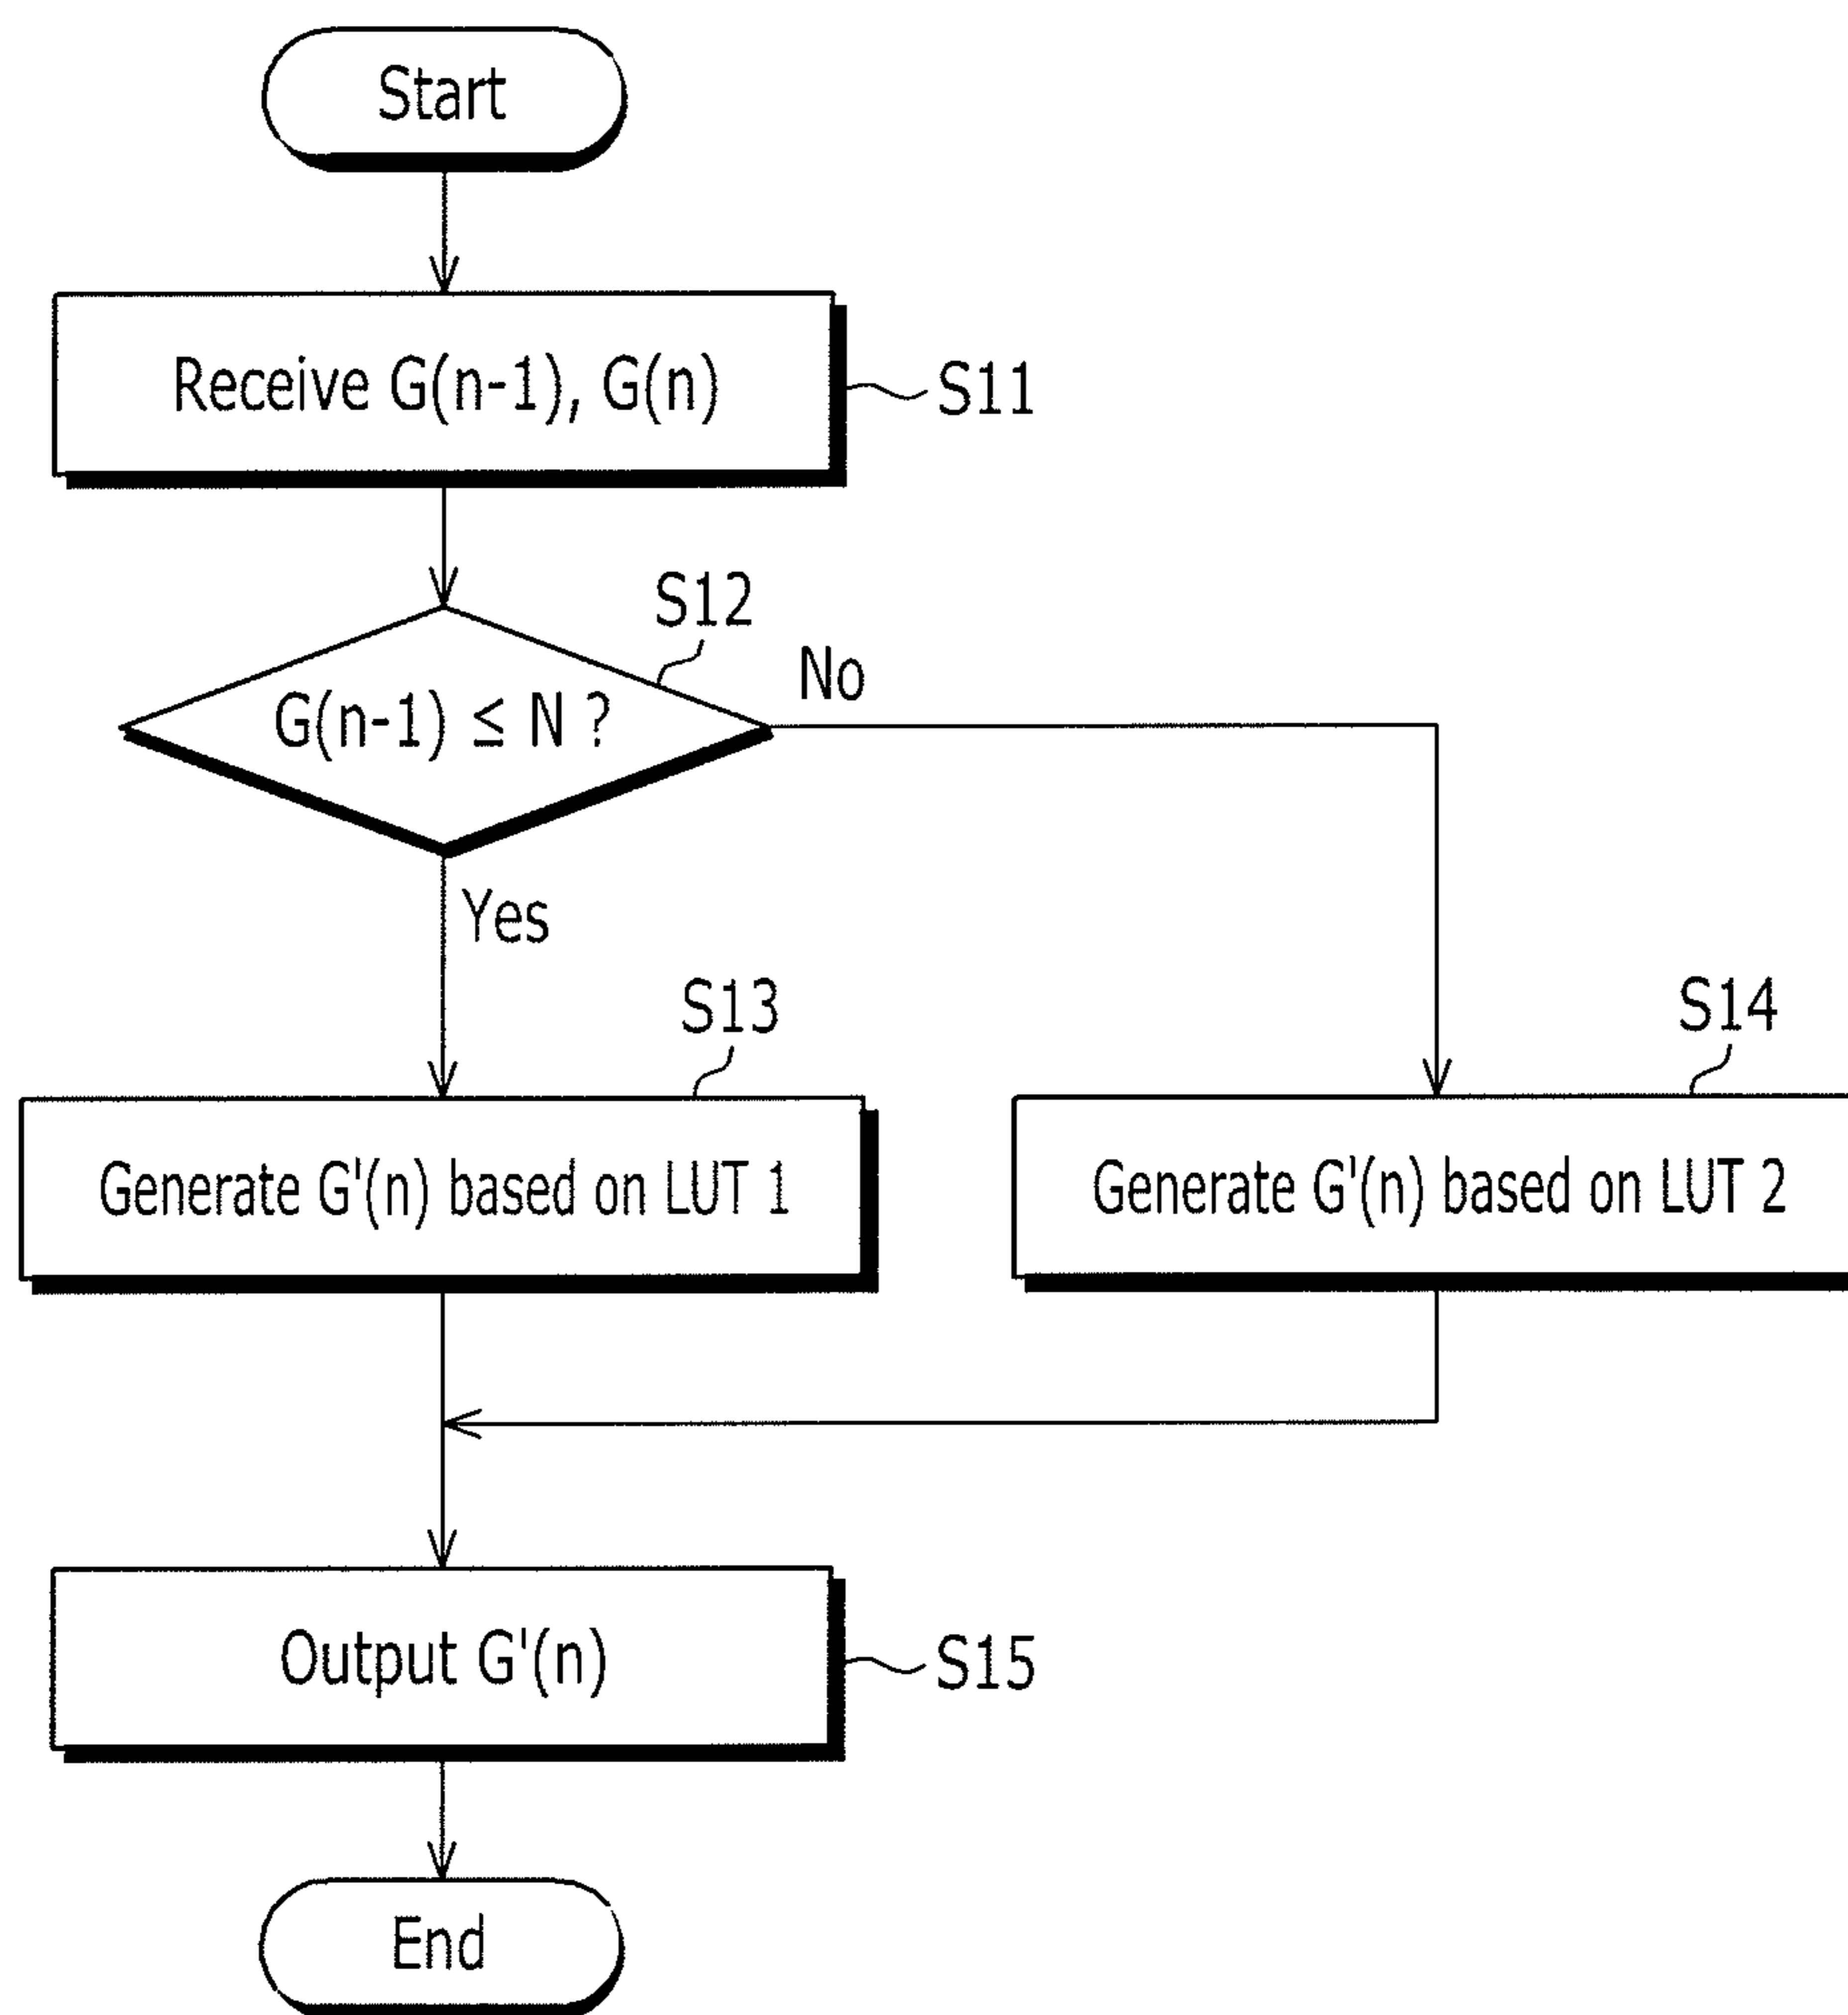 Start
Receive G(n-1), G(n)
S11
S12
G(n-1) ≤ N ?
No
Yes
S13
Generate G'(n) based on LUT 1
S14
Generate G'(n) based on LUT 2
Output G'(n)
S15
End